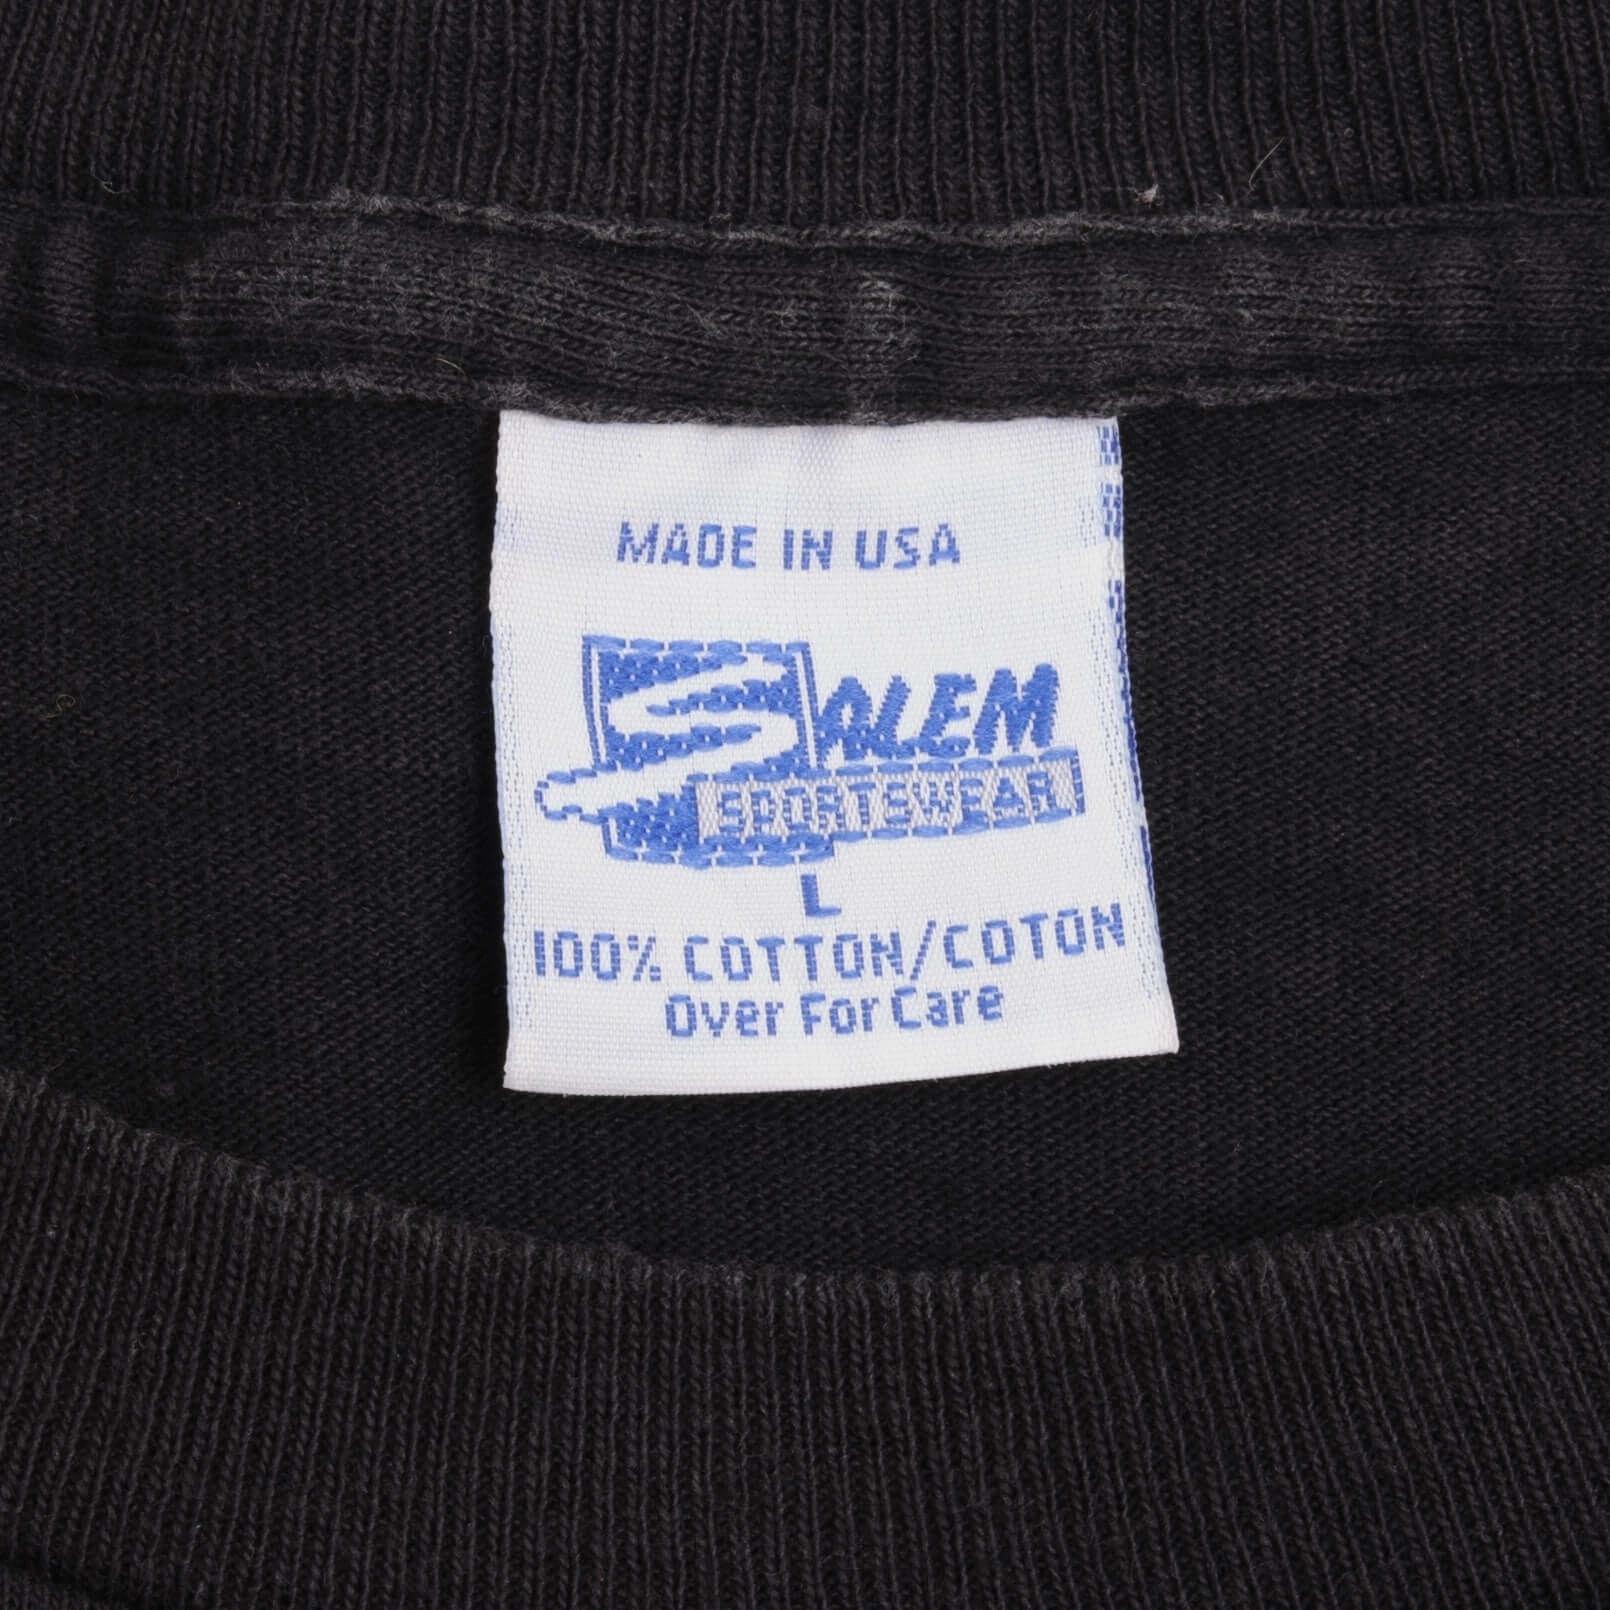 MADE IN USA
SALEM
SPORTSWEAR
L
100% COTTON/COTON
Over For Care